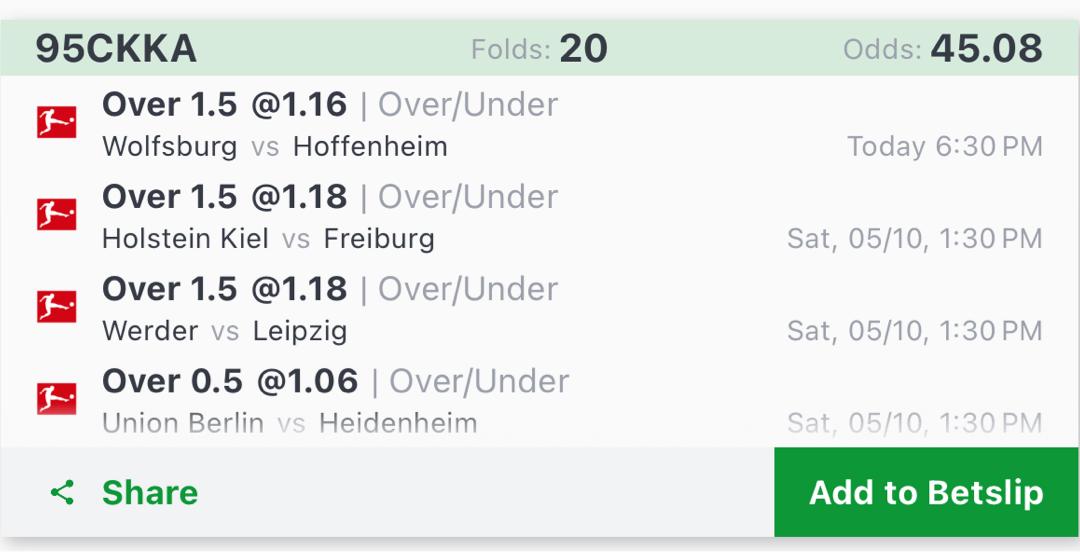 95CKKA Folds: 20 Odds: 45.08
Over 1.5 @1.16 | Over/Under
Wolfsburg vs Hoffenheim Today 6:30 PM
Over 1.5 @1.18 | Over/Under
Holstein Kiel vs Freiburg Sat, 05/10, 1:30 PM
Over 1.5 @1.18 | Over/Under
Werder vs Leipzig Sat, 05/10, 1:30 PM
Over 0.5 @1.06 | Over/Under
Union Berlin vs Heidenheim Sat, 05/10, 1:30 PM
Share Add to Betslip